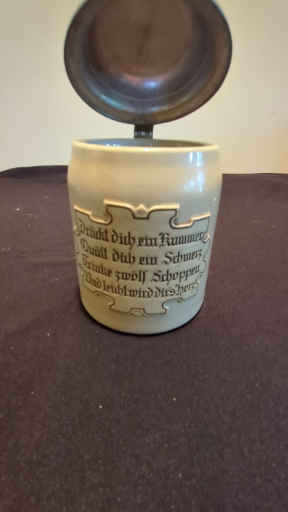 Drückt dich ein Kummer
Quält dich ein Schmerz
Trinke zwölf Schoppen
Und leicht wird dir's Herz